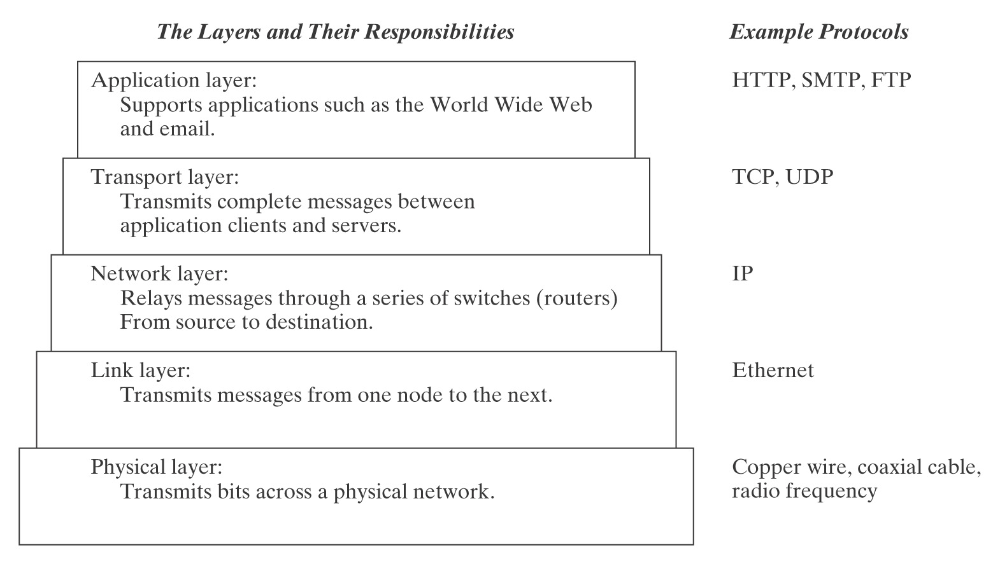 The Layers and Their Responsibilities
Example Protocols
Application layer:
Supports applications such as the World Wide Web
and email.
HTTP, SMTP, FTP
Transport layer:
Transmits complete messages between
application clients and servers.
TCP, UDP
Network layer:
Relays messages through a series of switches (routers)
From source to destination.
IP
Link layer:
Transmits messages from one node to the next.
Ethernet
Physical layer:
Transmits bits across a physical network.
Copper wire, coaxial cable,
radio frequency